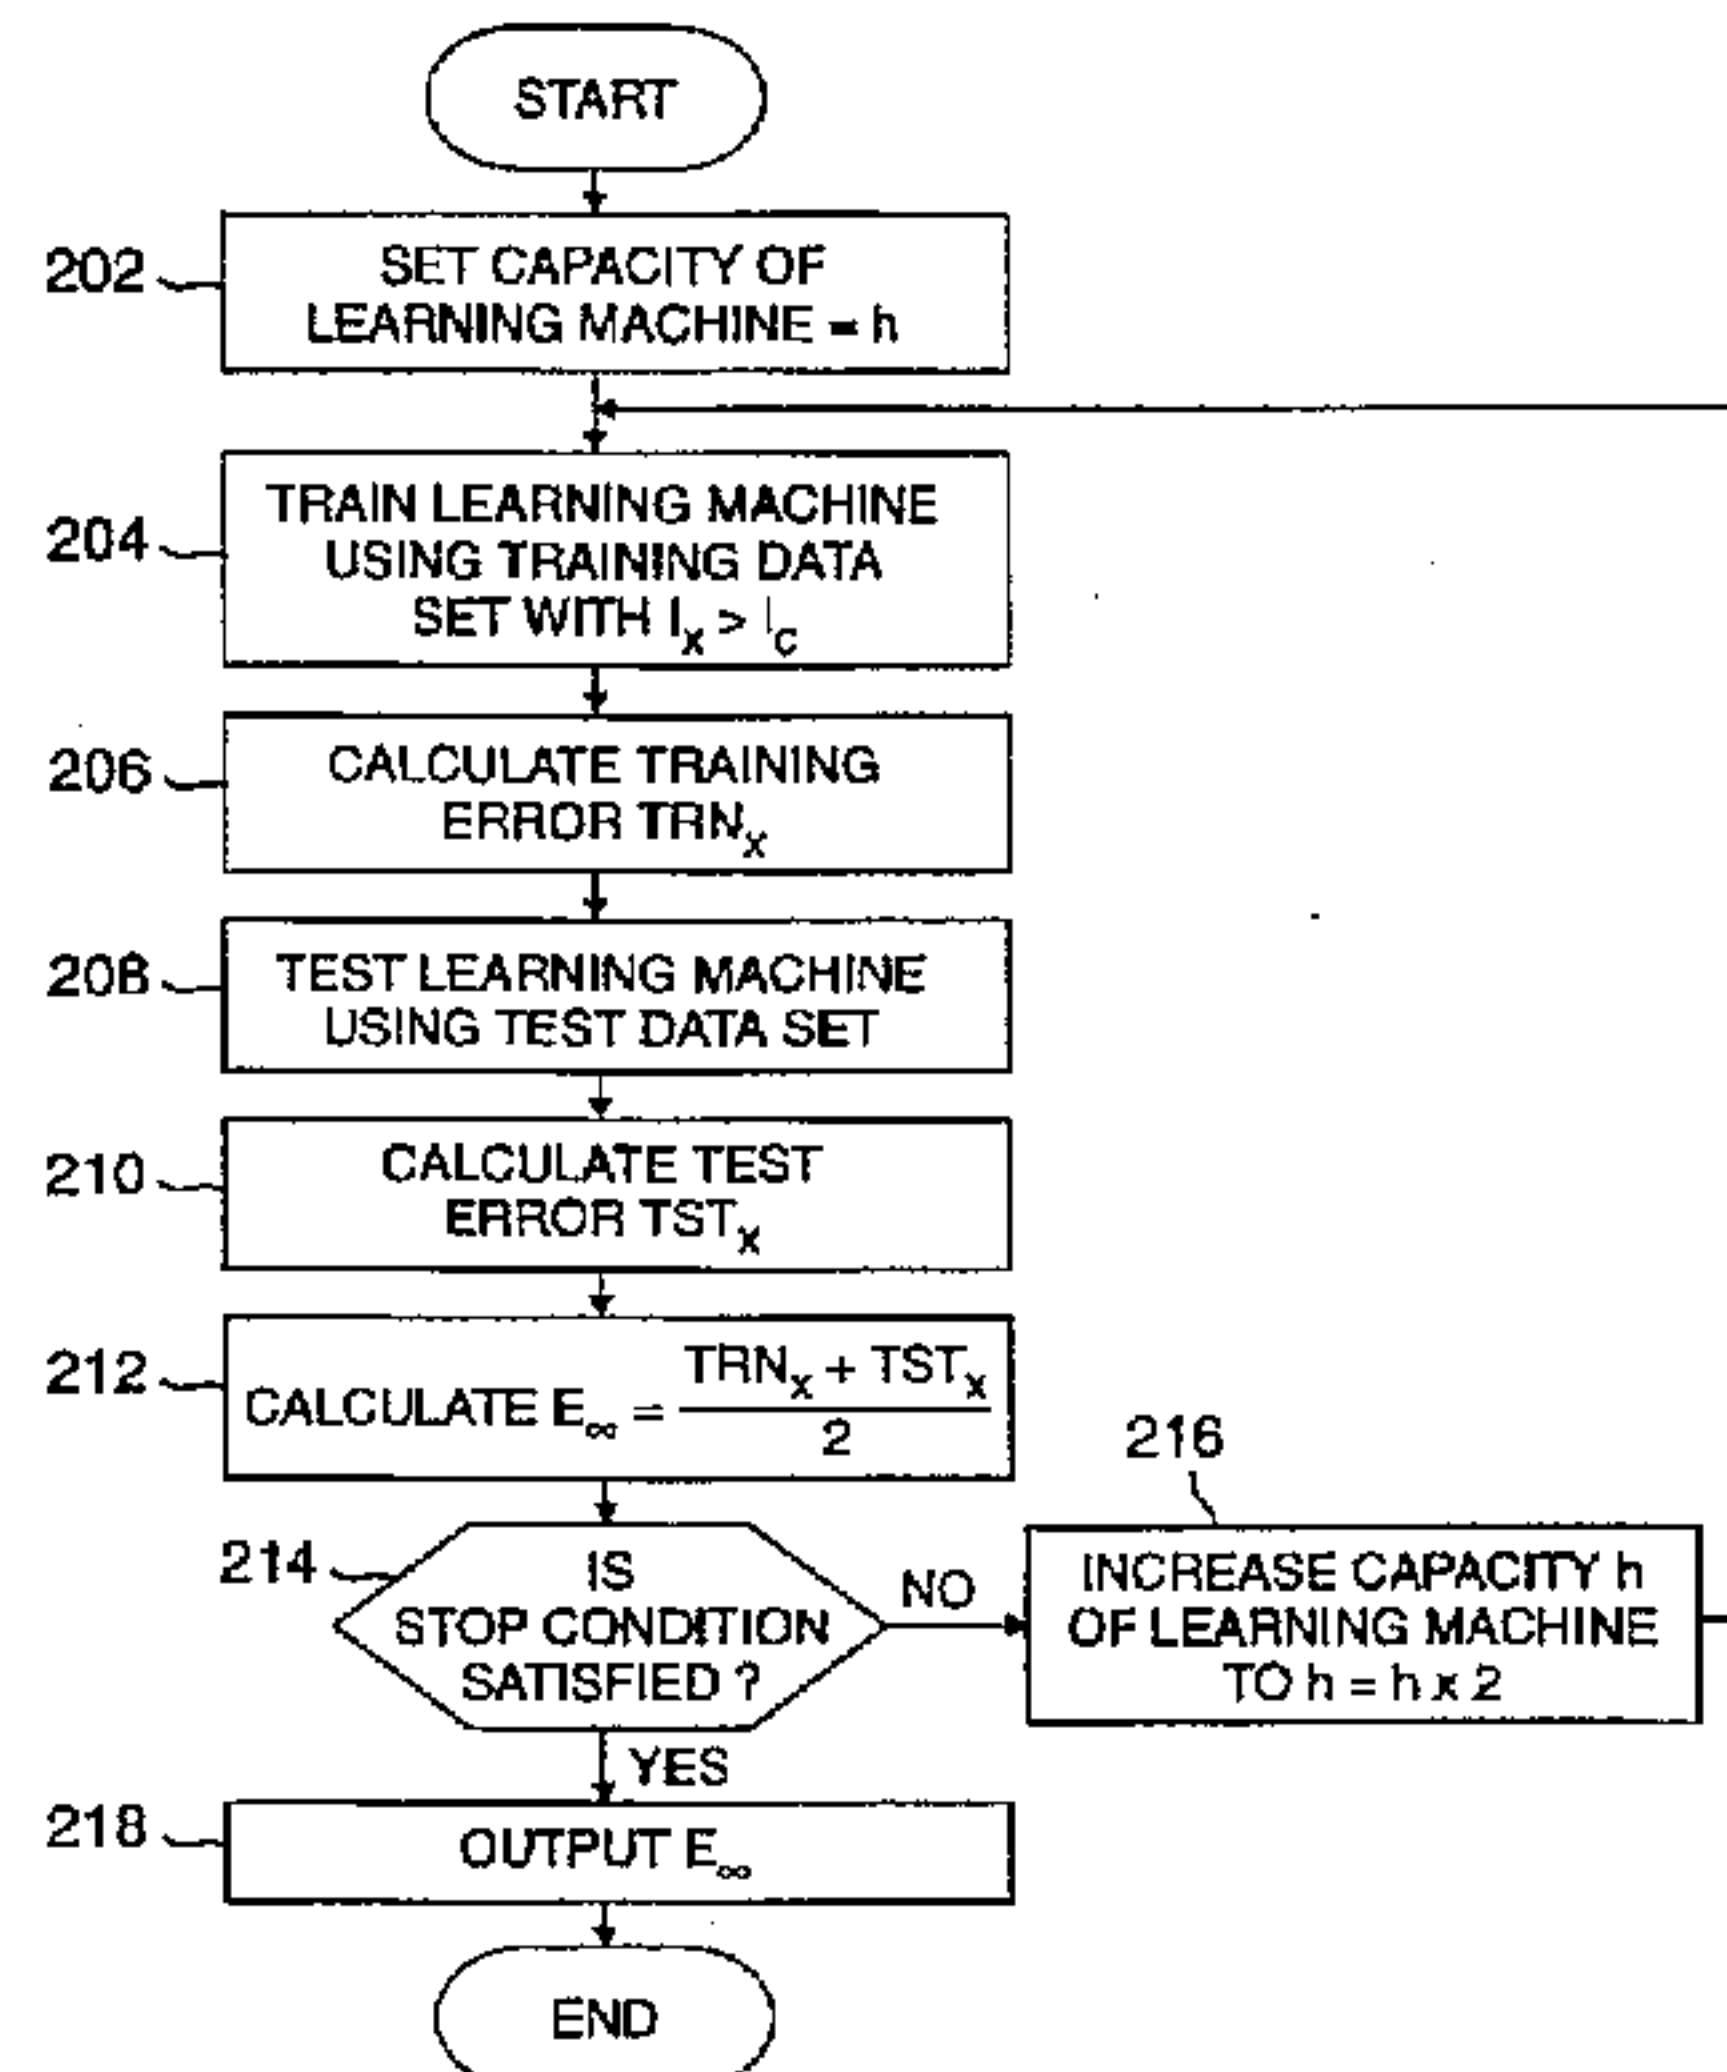 START
202
SET CAPACITY OF
LEARNING MACHINE = h
204
TRAIN LEARNING MACHINE
USING TRAINING DATA
SET WITH lₓ > l_C
206
CALCULATE TRAINING
ERROR TRNₓ
208
TEST LEARNING MACHINE
USING TEST DATA SET
210
CALCULATE TEST
ERROR TSTₓ
212
CALCULATE E∞ = (TRNₓ + TSTₓ) / 2
214
IS
STOP CONDITION
SATISFIED ?
NO
216
INCREASE CAPACITY h
OF LEARNING MACHINE
TO h = h x 2
YES
218
OUTPUT E∞
END